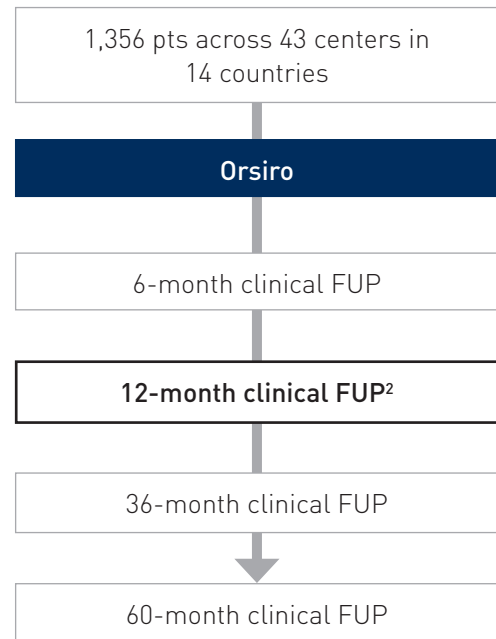 1,356 pts across 43 centers in
14 countries
Orsiro
6-month clinical FUP
12-month clinical FUP²
36-month clinical FUP
60-month clinical FUP